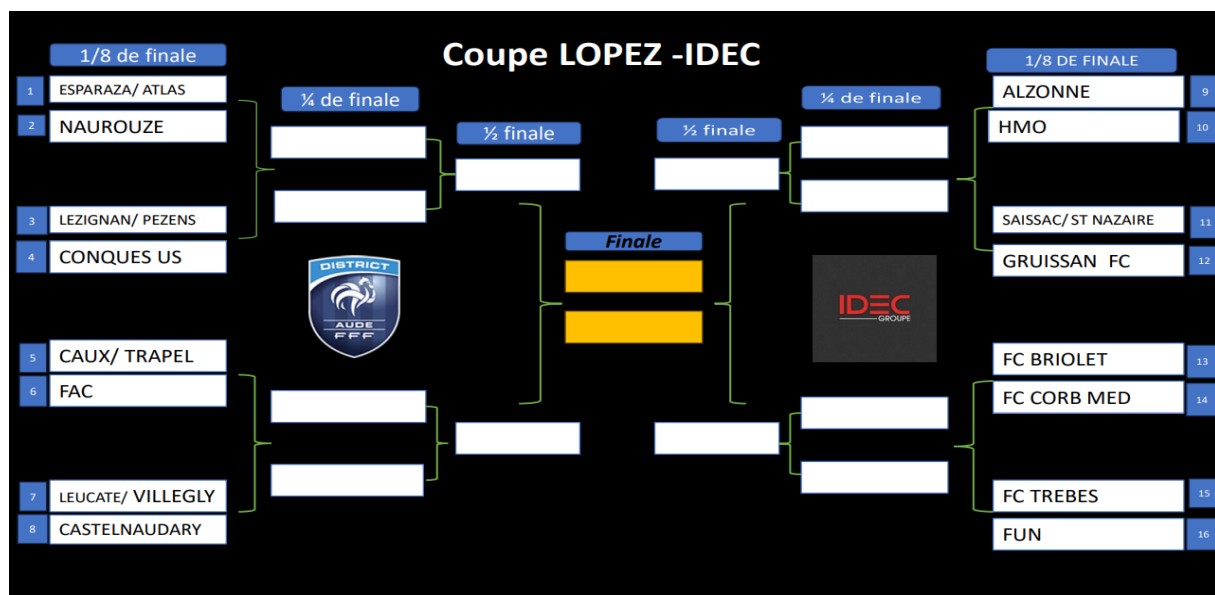 Coupe LOPEZ -IDEC
1/8 de finale
1 ESPARAZA/ ATLAS
2 NAUROUZE
3 LEZIGNAN/ PEZENS
4 CONQUES US
5 CAUX/ TRAPEL
6 FAC
7 LEUCATE/ VILLEGLY
8 CASTELNAUDARY
¼ de finale
½ finale
DISTRICT
AUDE
FFF
Finale
½ finale
¼ de finale
IDEC
GROUPE
1/8 DE FINALE
ALZONNE 9
HMO 10
SAISSAC/ ST NAZAIRE 11
GRUISSAN FC 12
FC BRIOLET 13
FC CORB MED 14
FC TREBES 15
FUN 16